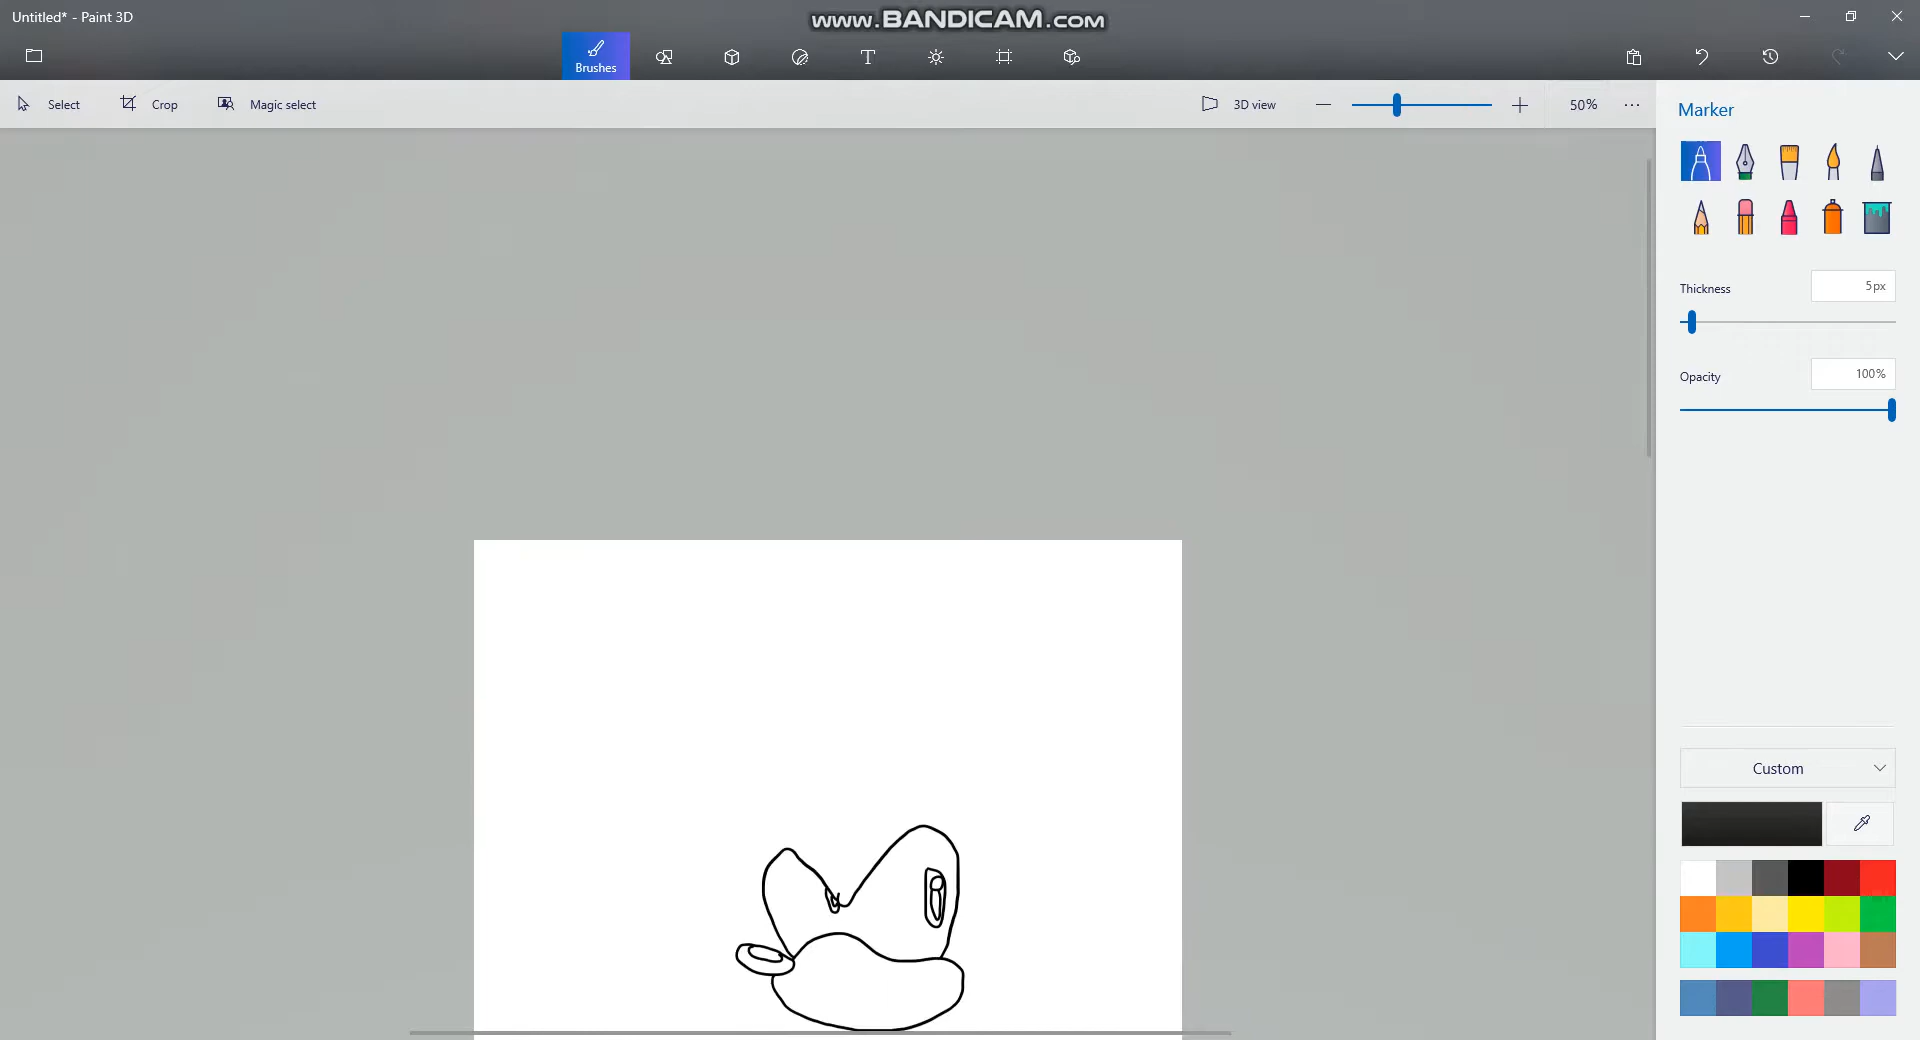 Untitled* - Paint 3D
www.BANDICAM.com
Brushes
Select
Crop
Magic select
3D view
50%
Marker
Thickness
5px
Opacity
100%
Custom